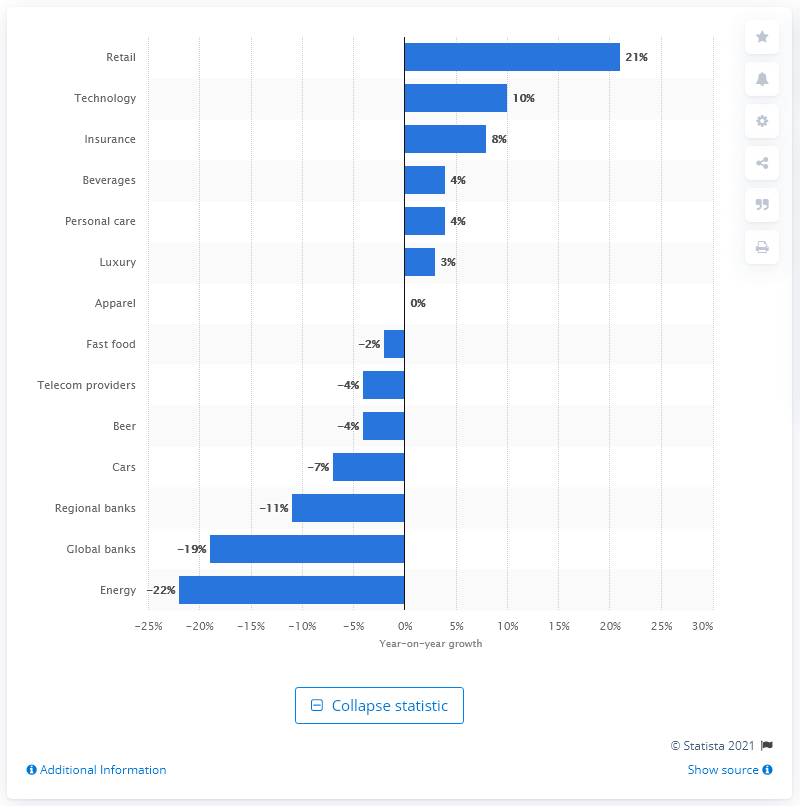 Retail 21%
Technology 10%
Insurance 8%
Beverages 4%
Personal care 4%
Luxury 3%
Apparel 0%
Fast food -2%
Telecom providers -4%
Beer -4%
Cars -7%
Regional banks -11%
Global banks -19%
Energy -22%
-25% -20% -15% -10% -5% 0% 5% 10% 15% 20% 25% 30%
Year-on-year growth
Collapse statistic
© Statista 2021
Additional Information Show source